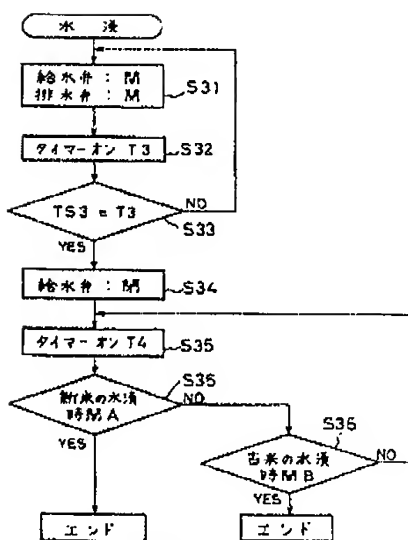 水浸
給水弁：
排水弁：
S31
タイマーオン T3
S32
TS3 = T3
NO
S33
YES
給水弁：閉
S34
タイマーオン T4
S35
新米の水浸
時間A
S35
NO
YES
古米の水浸
時間B
S36
NO
YES
エンド
エンド